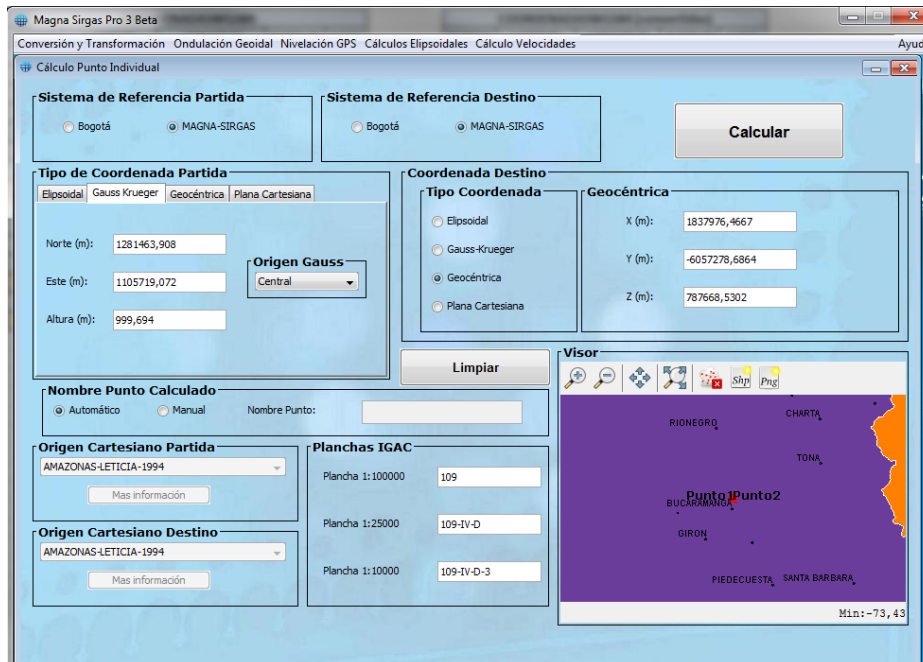 Magna Sirgas Pro 3 Beta
Conversión y Transformación Ondulación Geoidal Nivelación GPS Cálculos Elipsoidales Cálculo Velocidades Ayud
Cálculo Punto Individual
Sistema de Referencia Partida
Bogotá MAGNA-SIRGAS
Sistema de Referencia Destino
Bogotá MAGNA-SIRGAS
Calcular
Tipo de Coordenada Partida
Elipsoidal Gauss Krueger Geocéntrica Plana Cartesiana
Norte (m): 1281463,908
Este (m): 1105719,072
Altura (m): 999,694
Origen Gauss
Central
Coordenada Destino
Tipo Coordenada
Elipsoidal
Gauss-Krueger
Geocéntrica
Plana Cartesiana
Geocéntrica
X (m): 1837976,4667
Y (m): -6057278,6864
Z (m): 787668,5302
Limpiar
Nombre Punto Calculado
Automático Manual Nombre Punto:
Origen Cartesiano Partida
AMAZONAS-LETICIA-1994
Mas información
Origen Cartesiano Destino
AMAZONAS-LETICIA-1994
Mas información
Planchas IGAC
Plancha 1:100000 109
Plancha 1:25000 109-IV-D
Plancha 1:10000 109-IV-D-3
Visor
Shp Png
CHARTA
RIONEGRO
TONA
Punto1 Punto2
BUCARAMANGA
GIRON
PIEDECUESTA SANTA BARBARA
Min:-73,43